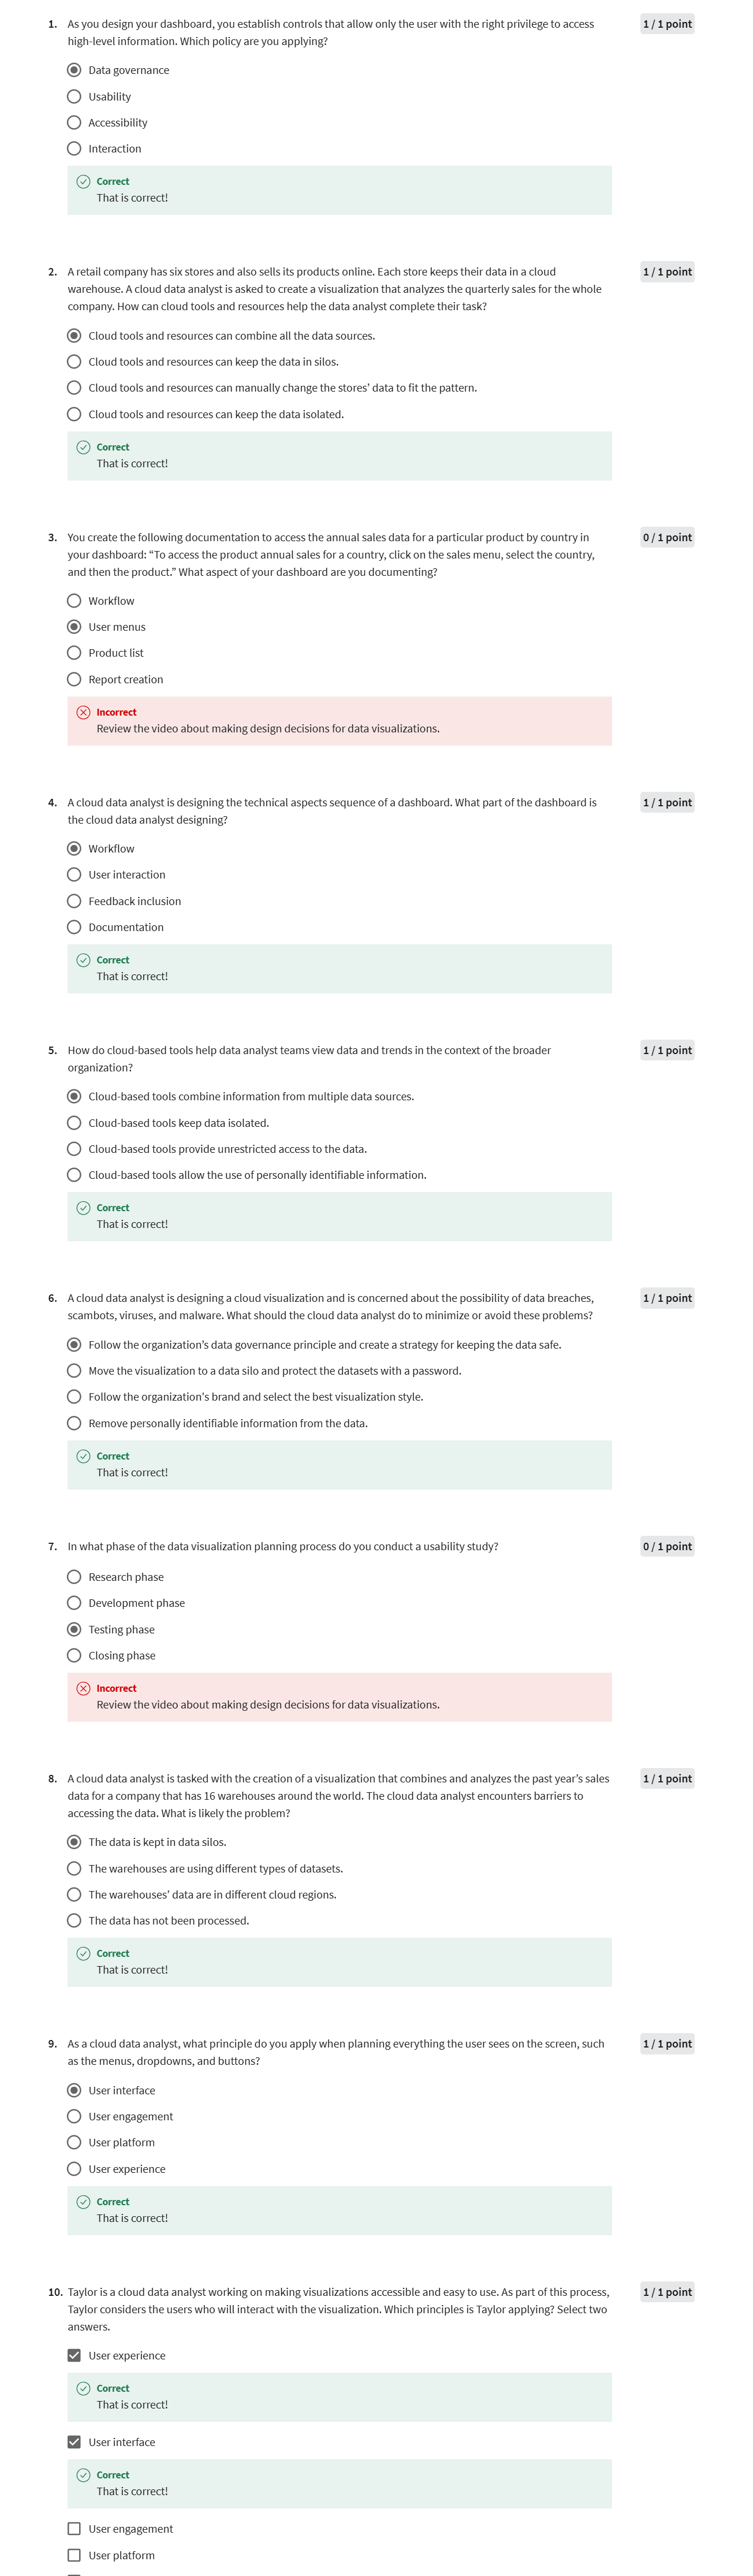 1. As you design your dashboard, you establish controls that allow only the user with the right privilege to access
high-level information. Which policy are you applying?
1 / 1 point
Data governance
Usability
Accessibility
Interaction
Correct
That is correct!
2. A retail company has six stores and also sells its products online. Each store keeps their data in a cloud
warehouse. A cloud data analyst is asked to create a visualization that analyzes the quarterly sales for the whole
company. How can cloud tools and resources help the data analyst complete their task?
1 / 1 point
Cloud tools and resources can combine all the data sources.
Cloud tools and resources can keep the data in silos.
Cloud tools and resources can manually change the stores’ data to fit the pattern.
Cloud tools and resources can keep the data isolated.
Correct
That is correct!
3. You create the following documentation to access the annual sales data for a particular product by country in
your dashboard: “To access the product annual sales for a country, click on the sales menu, select the country,
and then the product.” What aspect of your dashboard are you documenting?
0 / 1 point
Workflow
User menus
Product list
Report creation
Incorrect
Review the video about making design decisions for data visualizations.
4. A cloud data analyst is designing the technical aspects sequence of a dashboard. What part of the dashboard is
the cloud data analyst designing?
1 / 1 point
Workflow
User interaction
Feedback inclusion
Documentation
Correct
That is correct!
5. How do cloud-based tools help data analyst teams view data and trends in the context of the broader
organization?
1 / 1 point
Cloud-based tools combine information from multiple data sources.
Cloud-based tools keep data isolated.
Cloud-based tools provide unrestricted access to the data.
Cloud-based tools allow the use of personally identifiable information.
Correct
That is correct!
6. A cloud data analyst is designing a cloud visualization and is concerned about the possibility of data breaches,
scambots, viruses, and malware. What should the cloud data analyst do to minimize or avoid these problems?
1 / 1 point
Follow the organization’s data governance principle and create a strategy for keeping the data safe.
Move the visualization to a data silo and protect the datasets with a password.
Follow the organization's brand and select the best visualization style.
Remove personally identifiable information from the data.
Correct
That is correct!
7. In what phase of the data visualization planning process do you conduct a usability study?
0 / 1 point
Research phase
Development phase
Testing phase
Closing phase
Incorrect
Review the video about making design decisions for data visualizations.
8. A cloud data analyst is tasked with the creation of a visualization that combines and analyzes the past year’s sales
data for a company that has 16 warehouses around the world. The cloud data analyst encounters barriers to
accessing the data. What is likely the problem?
1 / 1 point
The data is kept in data silos.
The warehouses are using different types of datasets.
The warehouses’ data are in different cloud regions.
The data has not been processed.
Correct
That is correct!
9. As a cloud data analyst, what principle do you apply when planning everything the user sees on the screen, such
as the menus, dropdowns, and buttons?
1 / 1 point
User interface
User engagement
User platform
User experience
Correct
That is correct!
10. Taylor is a cloud data analyst working on making visualizations accessible and easy to use. As part of this process,
Taylor considers the users who will interact with the visualization. Which principles is Taylor applying? Select two
answers.
1 / 1 point
User experience
Correct
That is correct!
User interface
Correct
That is correct!
User engagement
User platform